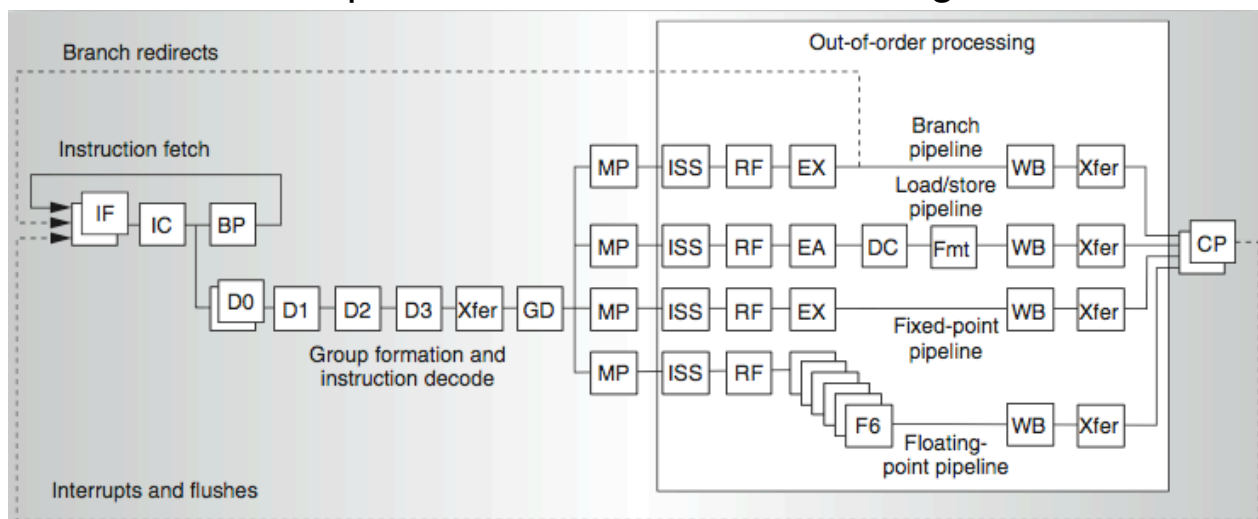 Branch redirects
Out-of-order processing
Instruction fetch
Branch
pipeline
MP ISS RF EX WB Xfer
Load/store
pipeline
IF IC BP
MP ISS RF EA DC Fmt WB Xfer
CP
D0 D1 D2 D3 Xfer GD
MP ISS RF EX WB Xfer
Fixed-point
pipeline
Group formation and
instruction decode
MP ISS RF
F6 WB Xfer
Floating-
point pipeline
Interrupts and flushes